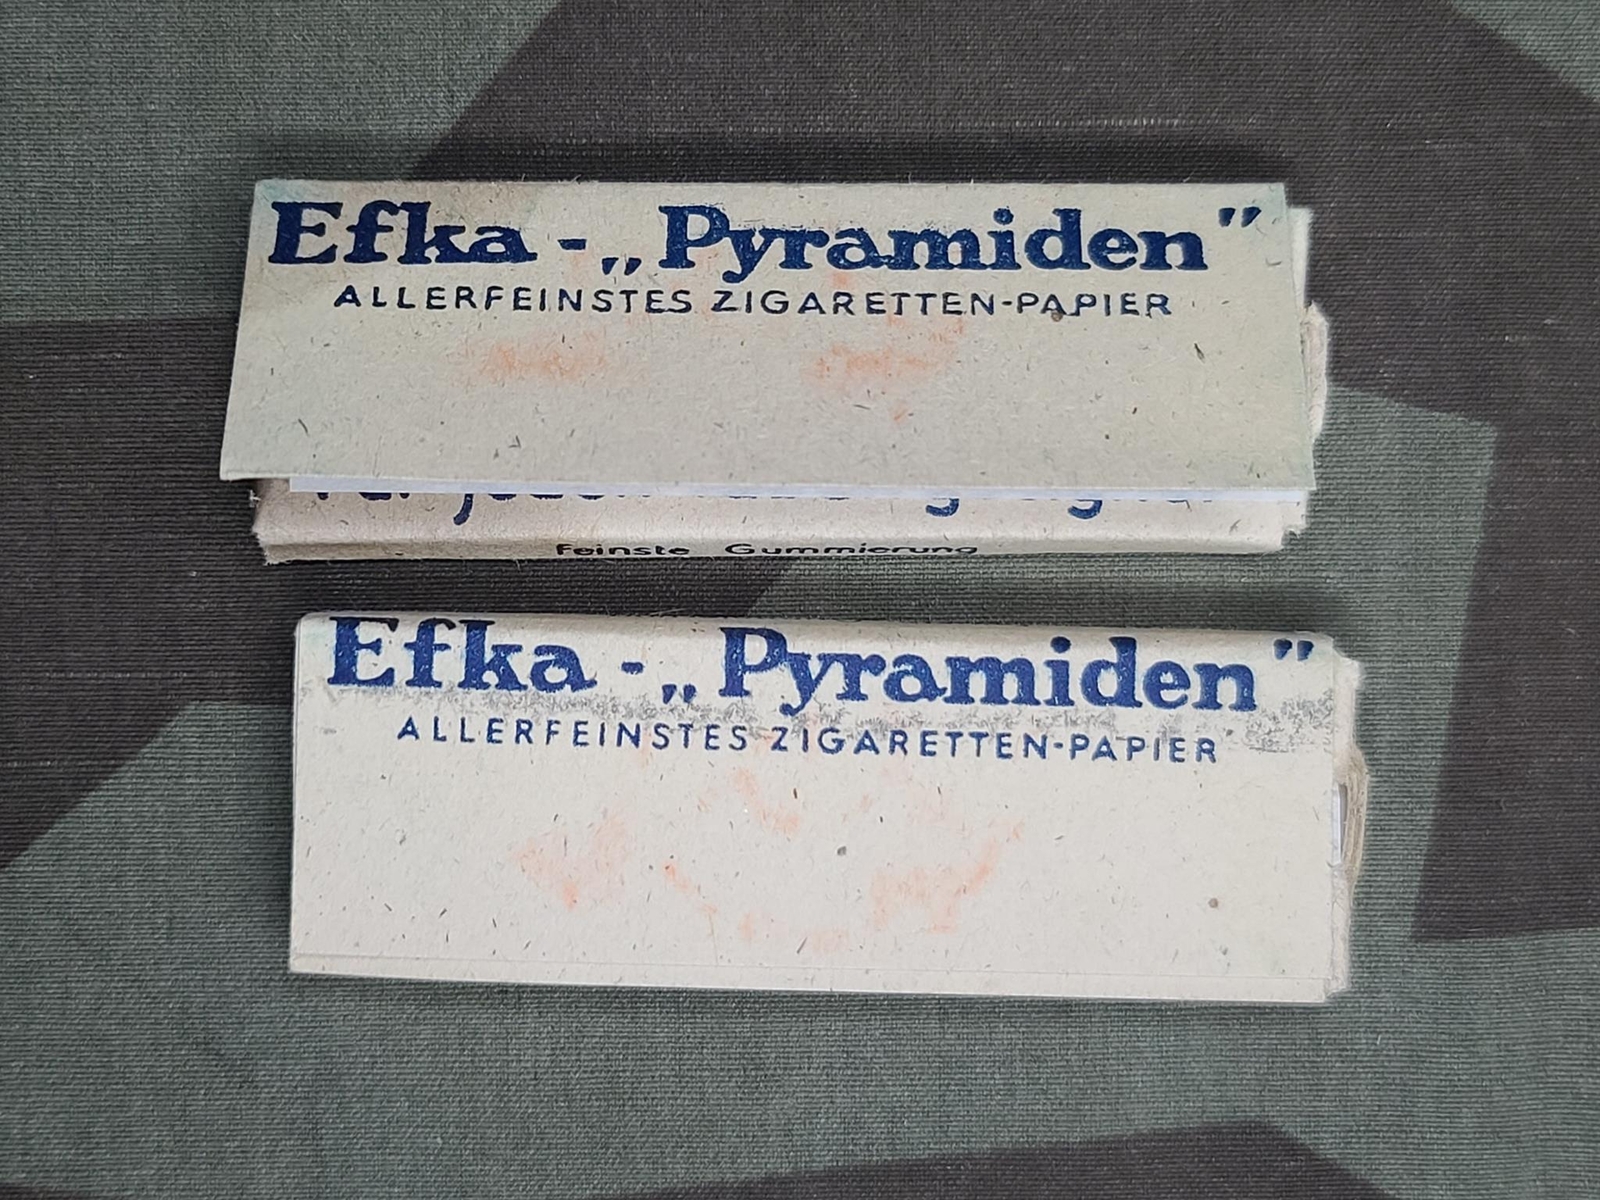 Efka - „Pyramiden"
ALLERFEINSTES ZIGARETTEN-PAPIER
Feinste Gummierung
Efka - „Pyramiden"
ALLERFEINSTES ZIGARETTEN-PAPIER